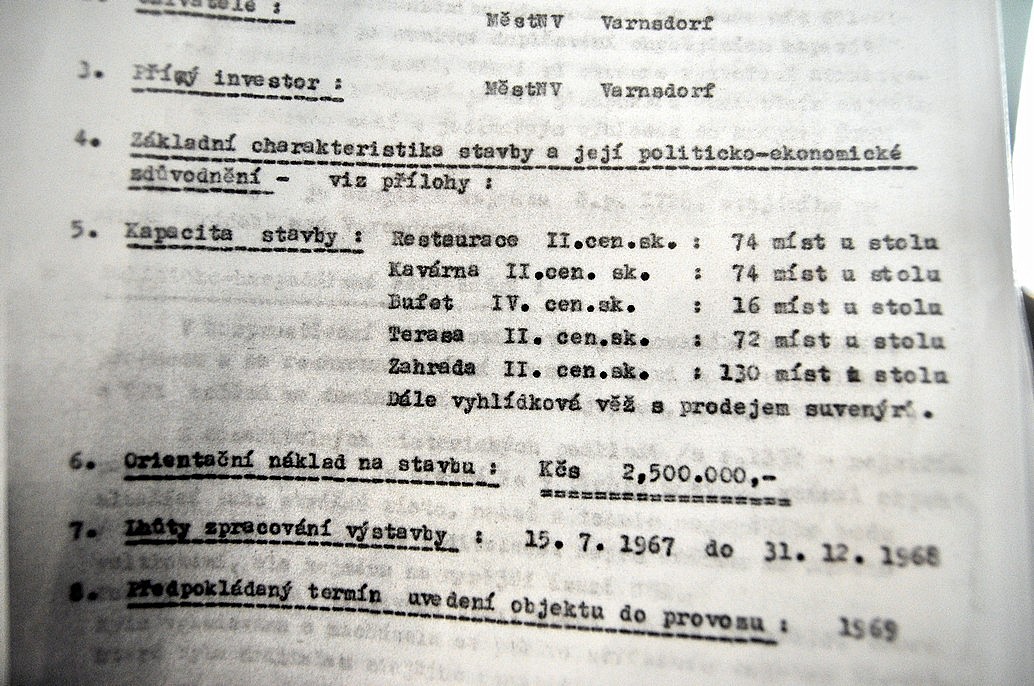 MěstNV Varnsdorf
3. Přímý investor : MěstNV Varnsdorf
4. Základní charakteristika stavby a její politicko-ekonomické
zdůvodnění - viz přílohy :
5. Kapacita stavby : Restaurace II.cen.sk. : 74 míst u stolu
Kavárna II.cen. sk. : 74 míst u stolu
Bufet IV. cen.sk. : 16 míst u stolu
Terasa II. cen.sk. : 72 míst u stolu
Zahrada II. cen.sk. : 130 míst u stolu
Dále vyhlídková věž s prodejem suvenýrů.
6. Orientační náklad na stavbu : Kčs 2,500.000,-
7. Lhůty zpracování výstavby : 15. 7. 1967 do 31. 12. 1968
8. Předpokládaný termín uvedení objektu do provozu : 1969